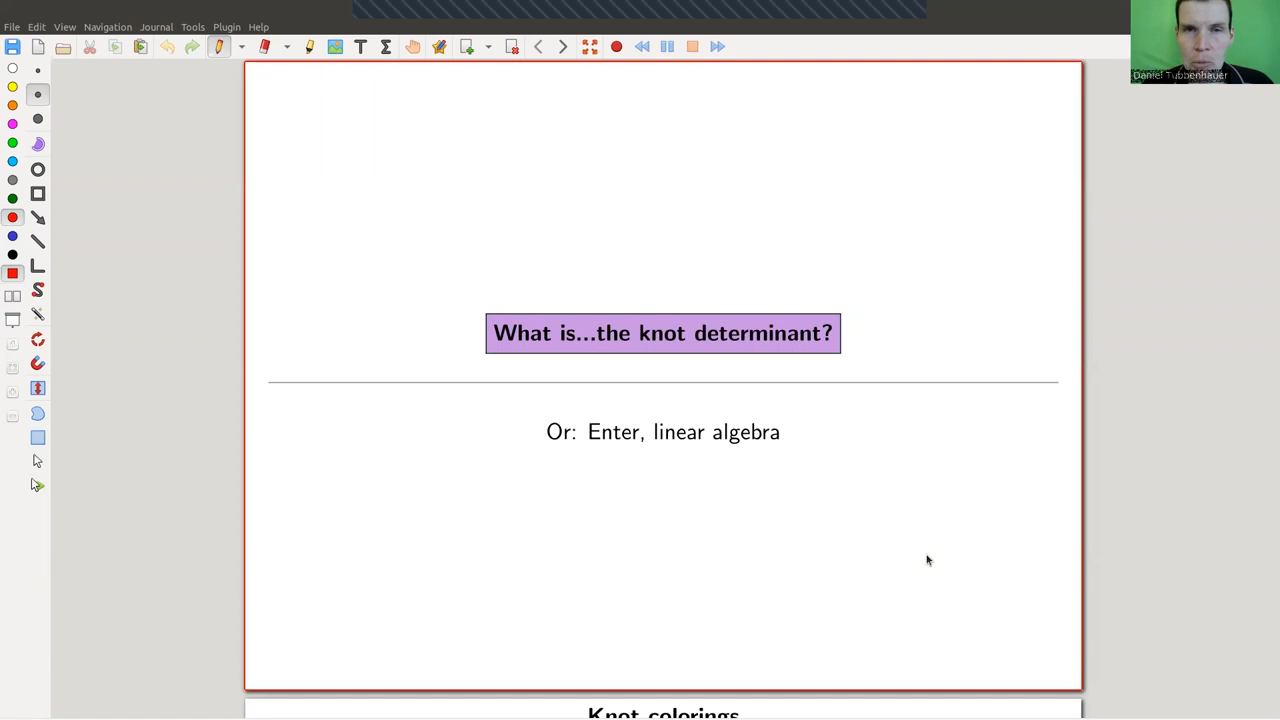 File Edit View Navigation Journal Tools Plugin Help
Daniel Tubbenhauer
What is...the knot determinant?
Or: Enter, linear algebra
Knot colorings